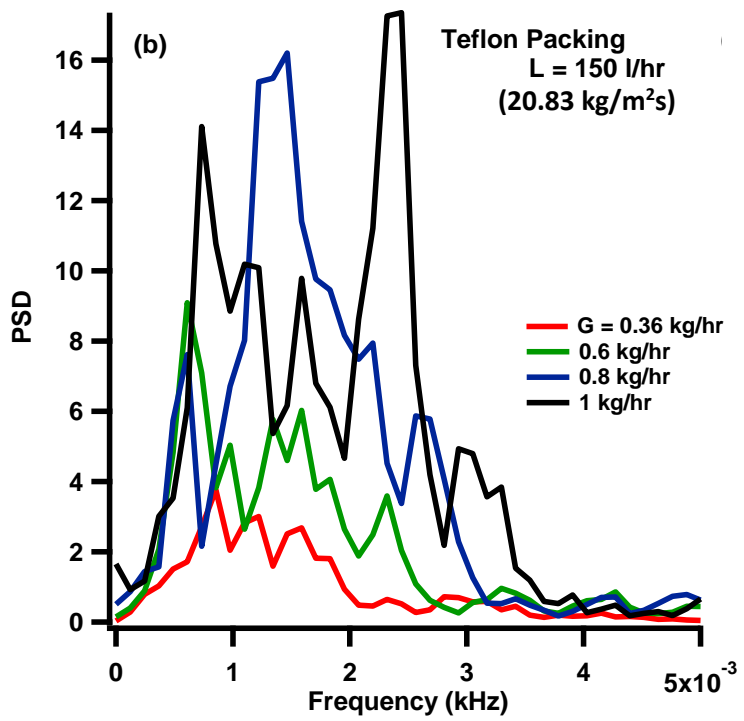 (b)
Teflon Packing
L = 150 l/hr
(20.83 kg/m²s)
16
14
12
10
8
6
4
2
0
PSD
G = 0.36 kg/hr
0.6 kg/hr
0.8 kg/hr
1 kg/hr
0 1 2 3 4 5x10⁻³
Frequency (kHz)